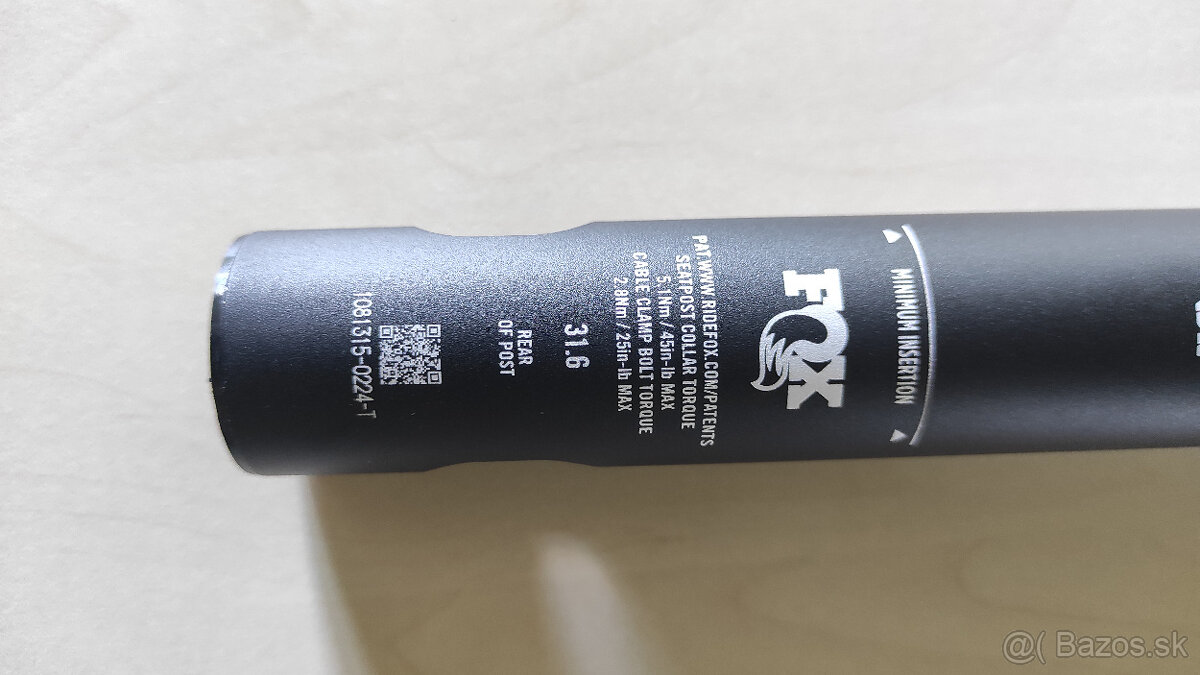 MINIMUM INSERTION
FOX
PAT.WWW.RIDEFOX.COM/PATENTS
SEATPOST COLLAR TORQUE
5.1Nm / 45in-lb MAX
CABLE CLAMP BOLT TORQUE
2.8Nm / 25in-lb MAX
31.6
REAR
OF POST
1081315-0224-T
@( Bazos.sk